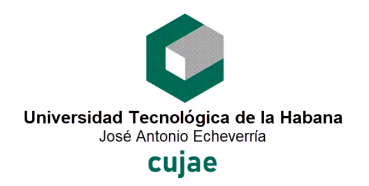 Universidad Tecnológica de la Habana
José Antonio Echeverría
cujae